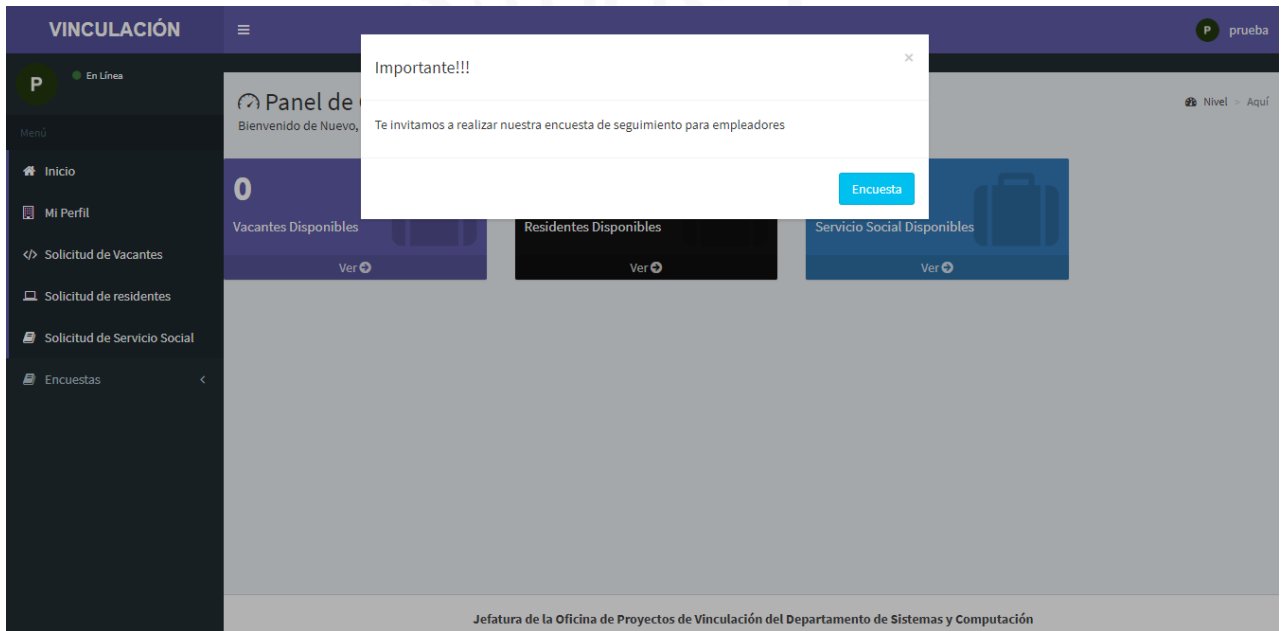 VINCULACIÓN
P prueba
P
En Línea
Menú
Inicio
Mi Perfil
Solicitud de Vacantes
Solicitud de residentes
Solicitud de Servicio Social
Encuestas
Importante!!!
×
Te invitamos a realizar nuestra encuesta de seguimiento para empleadores
Encuesta
Panel de
Bienvenido de Nuevo,
Nivel > Aquí
0
Vacantes Disponibles
Ver
Residentes Disponibles
Ver
Servicio Social Disponibles
Ver
Jefatura de la Oficina de Proyectos de Vinculación del Departamento de Sistemas y Computación